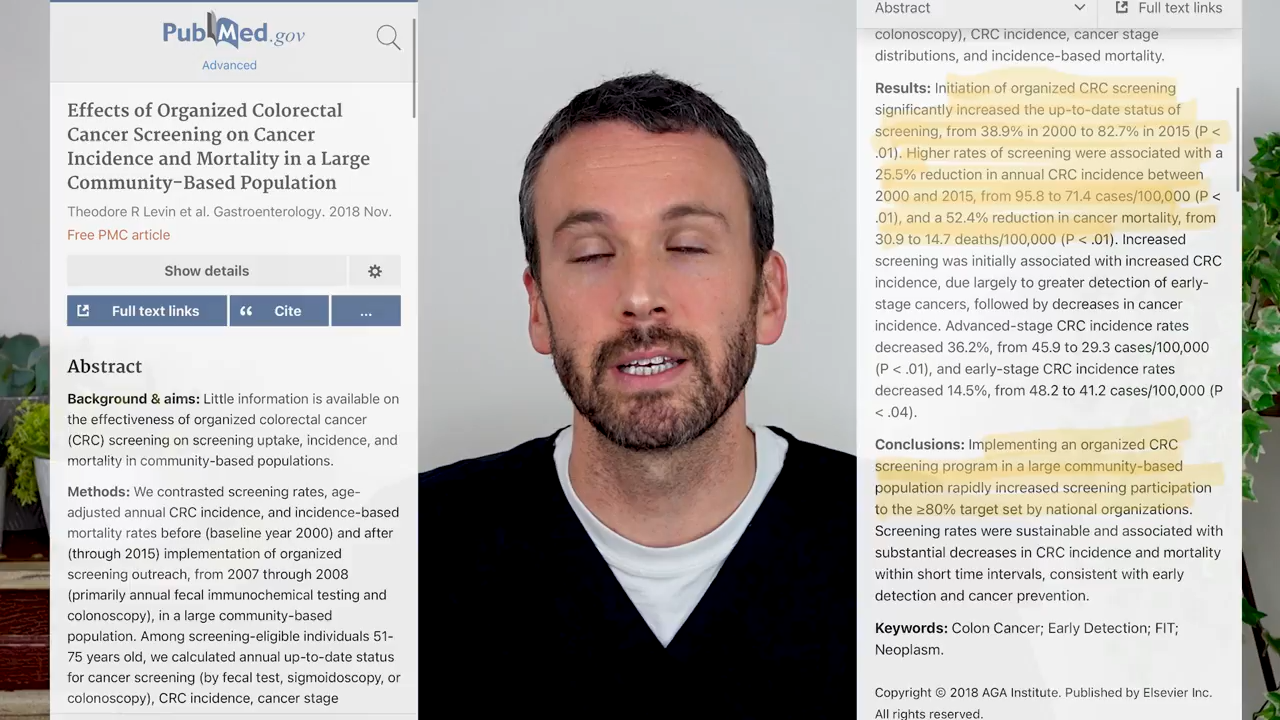 PubMed.gov
Advanced
Effects of Organized Colorectal
Cancer Screening on Cancer
Incidence and Mortality in a Large
Community-Based Population
Theodore R Levin et al. Gastroenterology. 2018 Nov.
Free PMC article
Show details
Full text links
Cite
...
Abstract
Background & aims: Little information is available on
the effectiveness of organized colorectal cancer
(CRC) screening on screening uptake, incidence, and
mortality in community-based populations.
Methods: We contrasted screening rates, age-
adjusted annual CRC incidence, and incidence-based
mortality rates before (baseline year 2000) and after
(through 2015) implementation of organized
screening outreach, from 2007 through 2008
(primarily annual fecal immunochemical testing and
colonoscopy), in a large community-based
population. Among screening-eligible individuals 51-
75 years old, we calculated annual up-to-date status
for cancer screening (by fecal test, sigmoidoscopy, or
colonoscopy), CRC incidence, cancer stage
Abstract
Full text links
colonoscopy), CRC incidence, cancer stage
distributions, and incidence-based mortality.
Results: Initiation of organized CRC screening
significantly increased the up-to-date status of
screening, from 38.9% in 2000 to 82.7% in 2015 (P <
.01). Higher rates of screening were associated with a
25.5% reduction in annual CRC incidence between
2000 and 2015, from 95.8 to 71.4 cases/100,000 (P <
.01), and a 52.4% reduction in cancer mortality, from
30.9 to 14.7 deaths/100,000 (P < .01). Increased
screening was initially associated with increased CRC
incidence, due largely to greater detection of early-
stage cancers, followed by decreases in cancer
incidence. Advanced-stage CRC incidence rates
decreased 36.2%, from 45.9 to 29.3 cases/100,000
(P < .01), and early-stage CRC incidence rates
decreased 14.5%, from 48.2 to 41.2 cases/100,000 (P
< .04).
Conclusions: Implementing an organized CRC
screening program in a large community-based
population rapidly increased screening participation
to the ≥80% target set by national organizations.
Screening rates were sustainable and associated with
substantial decreases in CRC incidence and mortality
within short time intervals, consistent with early
detection and cancer prevention.
Keywords: Colon Cancer; Early Detection; FIT;
Neoplasm.
Copyright © 2018 AGA Institute. Published by Elsevier Inc.
All rights reserved.